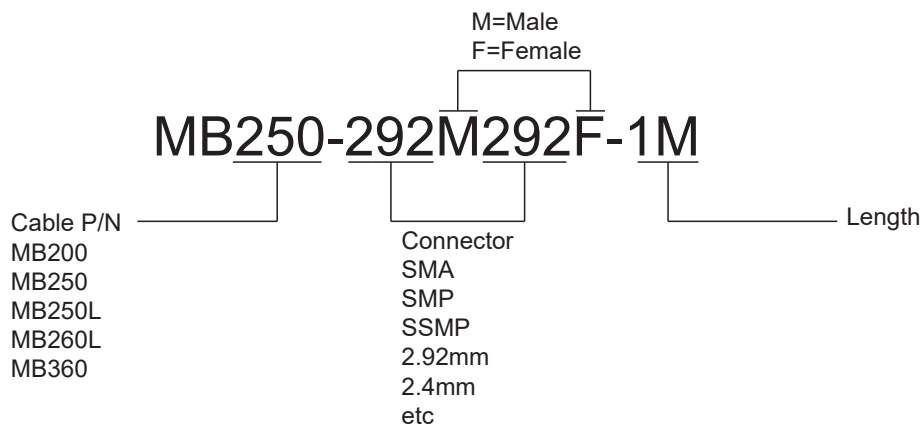 M=Male
F=Female
MB250-292M292F-1M
Cable P/N
MB200
MB250
MB250L
MB260L
MB360
Connector
SMA
SMP
SSMP
2.92mm
2.4mm
etc
Length